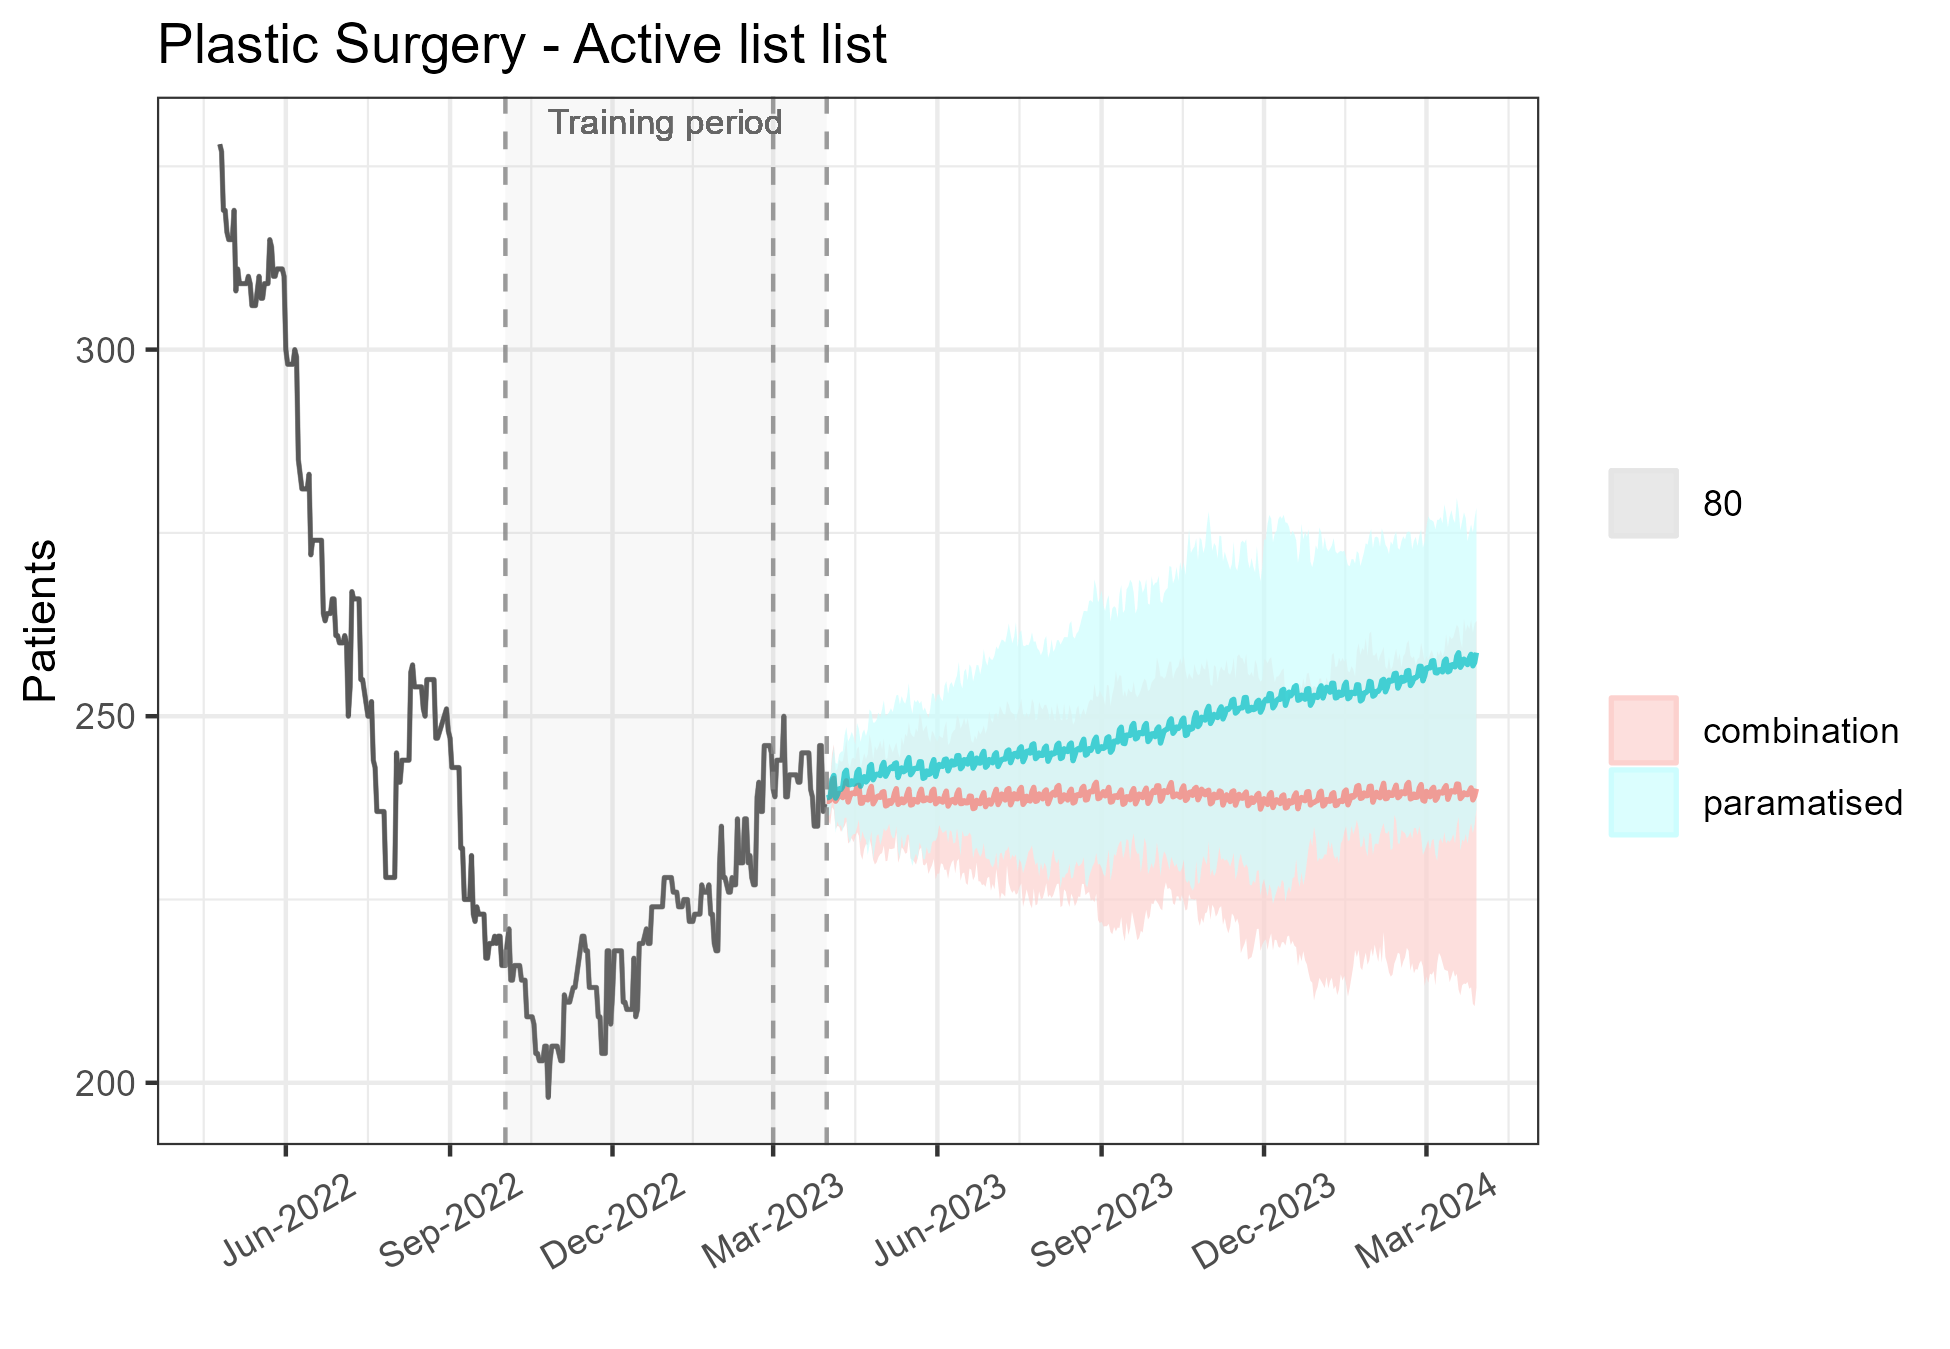 Plastic Surgery - Active list list
Training period
Patients
300
250
200
Jun-2022
Sep-2022
Dec-2022
Mar-2023
Jun-2023
Sep-2023
Dec-2023
Mar-2024
80
combination
paramatised